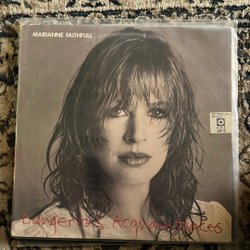 MARIANNE FAITHFULL
Dangerous Acquaintances